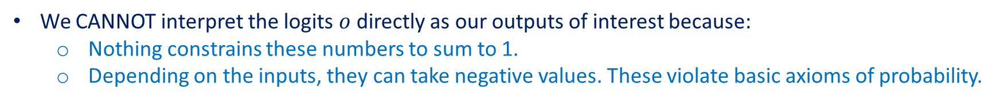 • We CANNOT interpret the logits 𝑜 directly as our outputs of interest because:
o Nothing constrains these numbers to sum to 1.
o Depending on the inputs, they can take negative values. These violate basic axioms of probability.